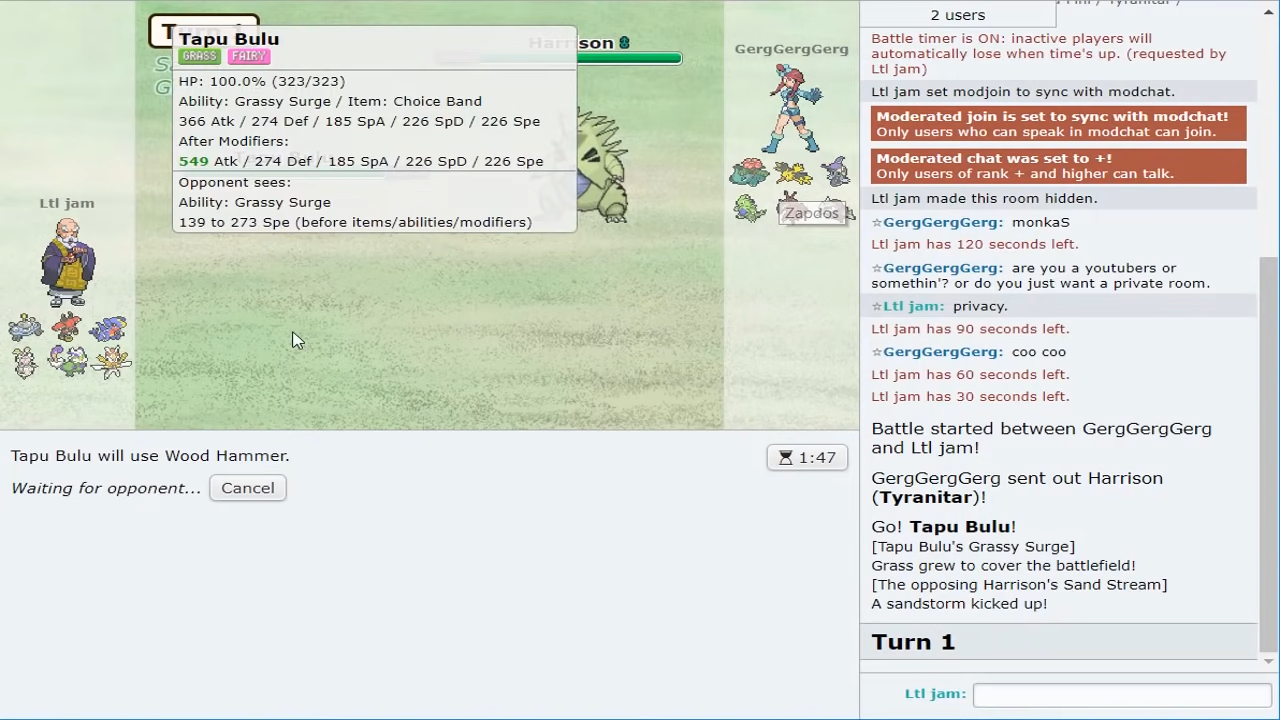 Tapu Bulu
GRASS FAIRY
HP: 100.0% (323/323)
Ability: Grassy Surge / Item: Choice Band
366 Atk / 274 Def / 185 SpA / 226 SpD / 226 Spe
After Modifiers:
549 Atk / 274 Def / 185 SpA / 226 SpD / 226 Spe
Opponent sees:
Ability: Grassy Surge
139 to 273 Spe (before items/abilities/modifiers)
Harrison
GergGergGerg
Zapdos
Ltl jam
Tapu Bulu will use Wood Hammer.
Waiting for opponent... Cancel
1:47
2 users
Battle timer is ON: inactive players will
automatically lose when time's up. (requested by
Ltl jam)
Ltl jam set modjoin to sync with modchat.
Moderated join is set to sync with modchat!
Only users who can speak in modchat can join.
Moderated chat was set to +!
Only users of rank + and higher can talk.
Ltl jam made this room hidden.
☆GergGergGerg: monkaS
Ltl jam has 120 seconds left.
☆GergGergGerg: are you a youtubers or
somethin'? or do you just want a private room.
☆Ltl jam: privacy.
Ltl jam has 90 seconds left.
☆GergGergGerg: coo coo
Ltl jam has 60 seconds left.
Ltl jam has 30 seconds left.
Battle started between GergGergGerg
and Ltl jam!
GergGergGerg sent out Harrison
(Tyranitar)!
Go! Tapu Bulu!
[Tapu Bulu's Grassy Surge]
Grass grew to cover the battlefield!
[The opposing Harrison's Sand Stream]
A sandstorm kicked up!
Turn 1
Ltl jam: